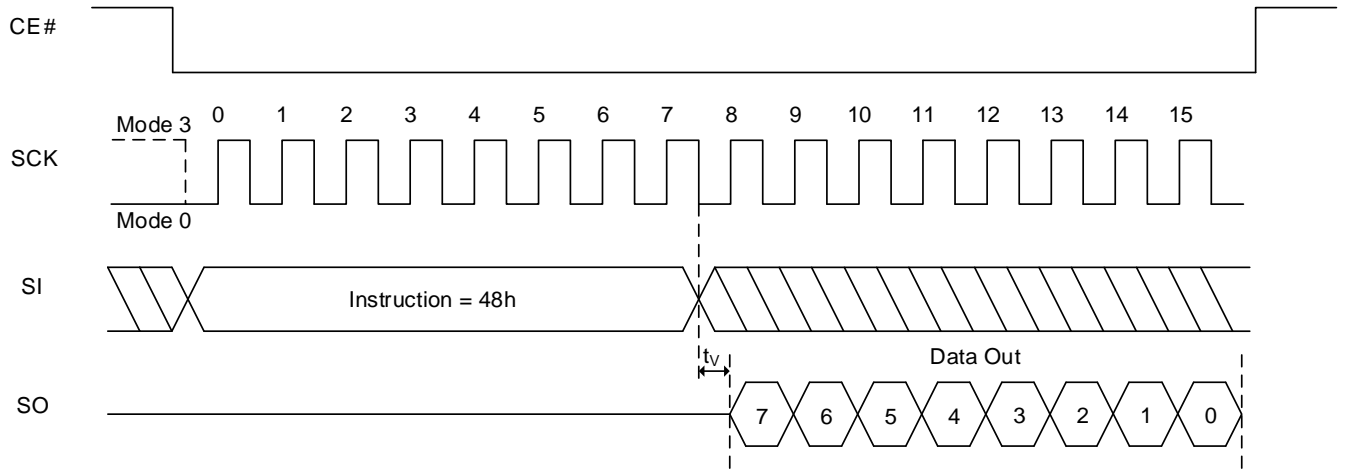 CE#
0 1 2 3 4 5 6 7 8 9 10 11 12 13 14 15
Mode 3
SCK
Mode 0
SI
Instruction = 48h
tV
Data Out
SO
7 6 5 4 3 2 1 0